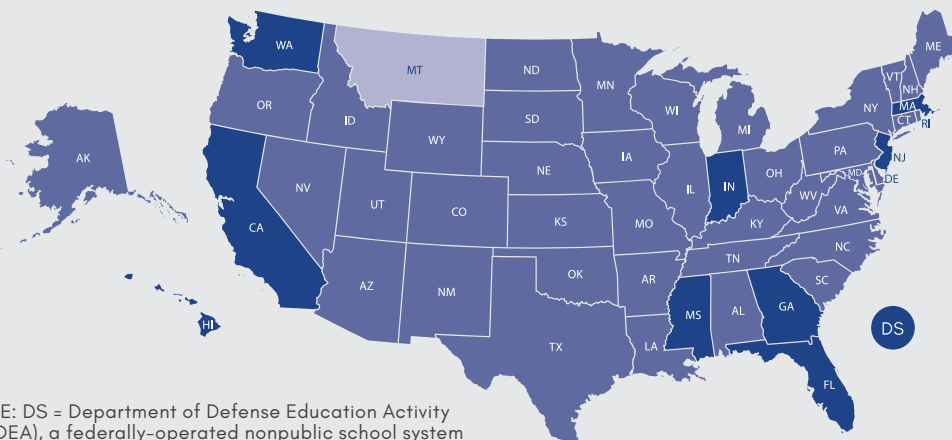 ME
WA
MT
ND
MN
VT
NH
OR
ID
SD
WI
NY
MA
CT
RI
MI
WY
PA
NJ
AK
NE
IA
OH
MD
DE
NV
UT
CO
IL
IN
WV
VA
CA
KS
MO
KY
NC
AZ
NM
OK
AR
TN
SC
HI
MS
AL
GA
DS
TX
LA
FL
E: DS = Department of Defense Education Activity
DEA), a federally-operated nonpublic school system